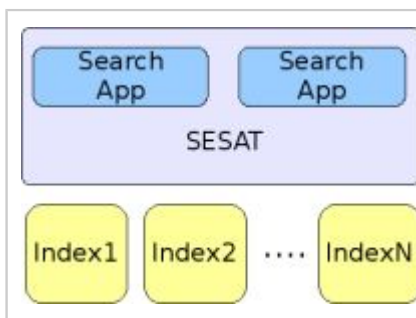 Search Search
App App
SESAT
Index1 Index2 .... IndexN